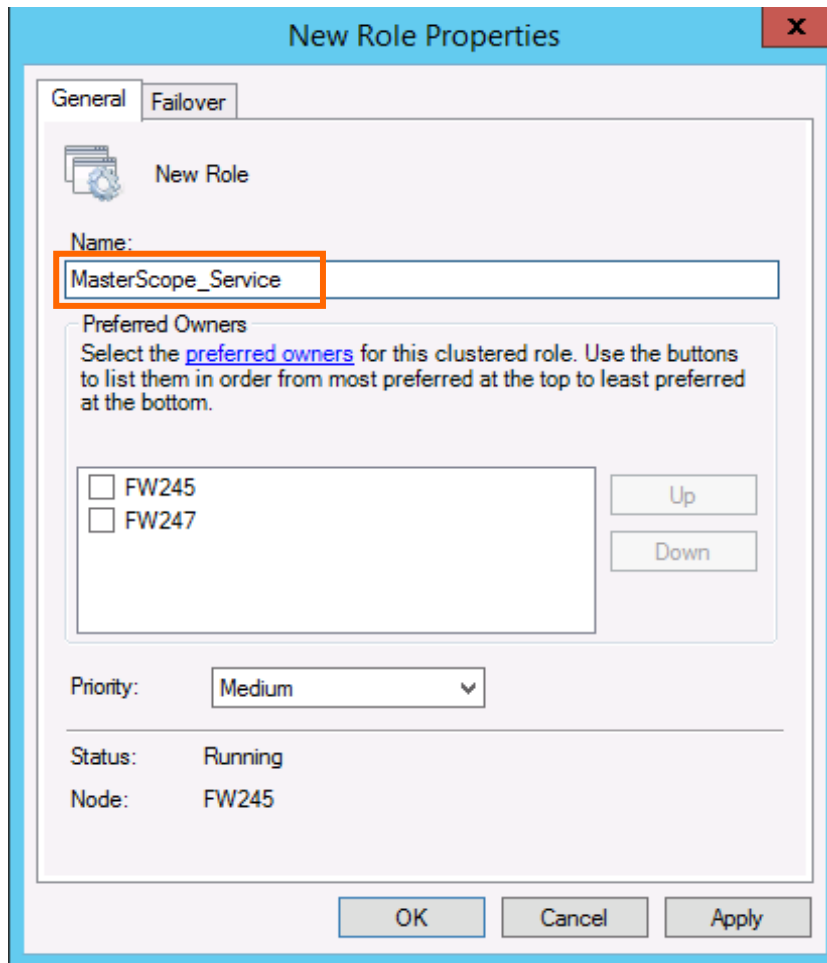 New Role Properties
x
General Failover
New Role
Name:
MasterScope_Service
Preferred Owners
Select the preferred owners for this clustered role. Use the buttons
to list them in order from most preferred at the top to least preferred
at the bottom.
FW245
FW247
Up
Down
Priority: Medium
Status: Running
Node: FW245
OK Cancel Apply